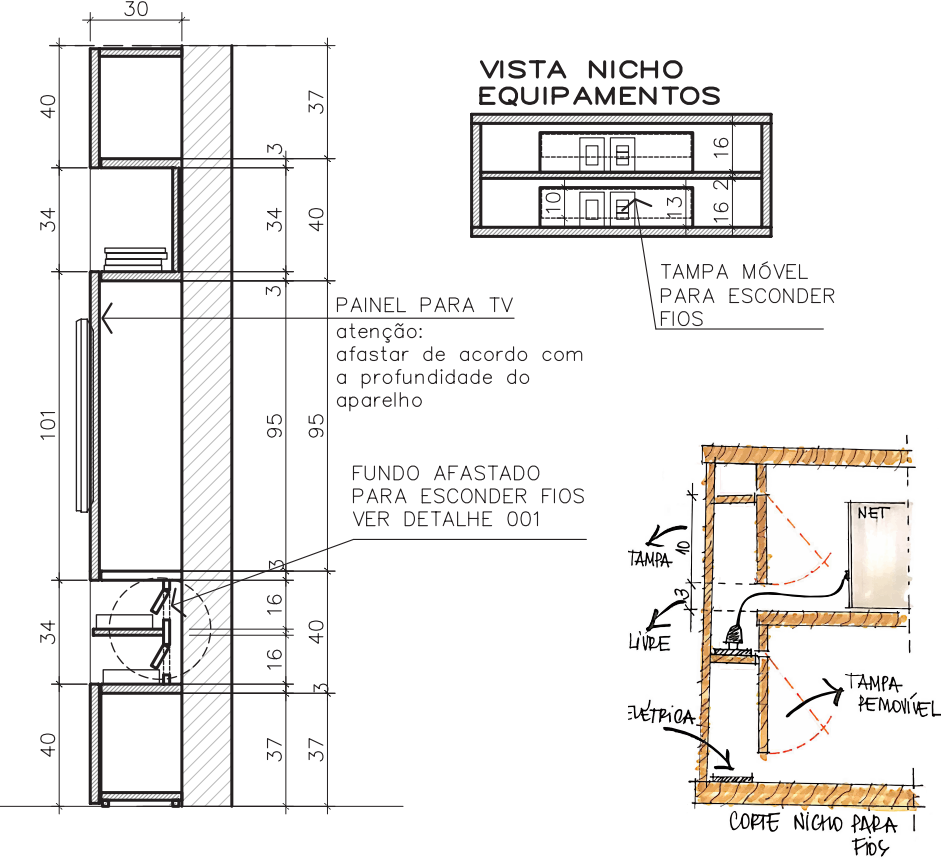 30
40
34
101
34
40
3
34
3
95
3
16
16
37
37
40
95
40
3
37
VISTA NICHO
EQUIPAMENTOS
16
2
16
10
13
TAMPA MÓVEL
PARA ESCONDER
FIOS
PAINEL PARA TV
atenção:
afastar de acordo com
a profundidade do
aparelho
FUNDO AFASTADO
PARA ESCONDER FIOS
VER DETALHE 001
NET
TAMPA
10
3
LIVRE
TAMPA
REMOVÍVEL
ELÉTRICA
CORTE NICHO PARA
FIOS